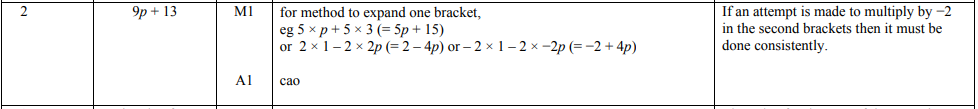 2 9p + 13 M1 for method to expand one bracket, If an attempt is made to multiply by −2
eg 5 × p + 5 × 3 (= 5p + 15) in the second brackets then it must be
or 2 × 1 – 2 × 2p (= 2 – 4p) or – 2 × 1 – 2 × –2p (= –2 + 4p) done consistently.
A1 cao